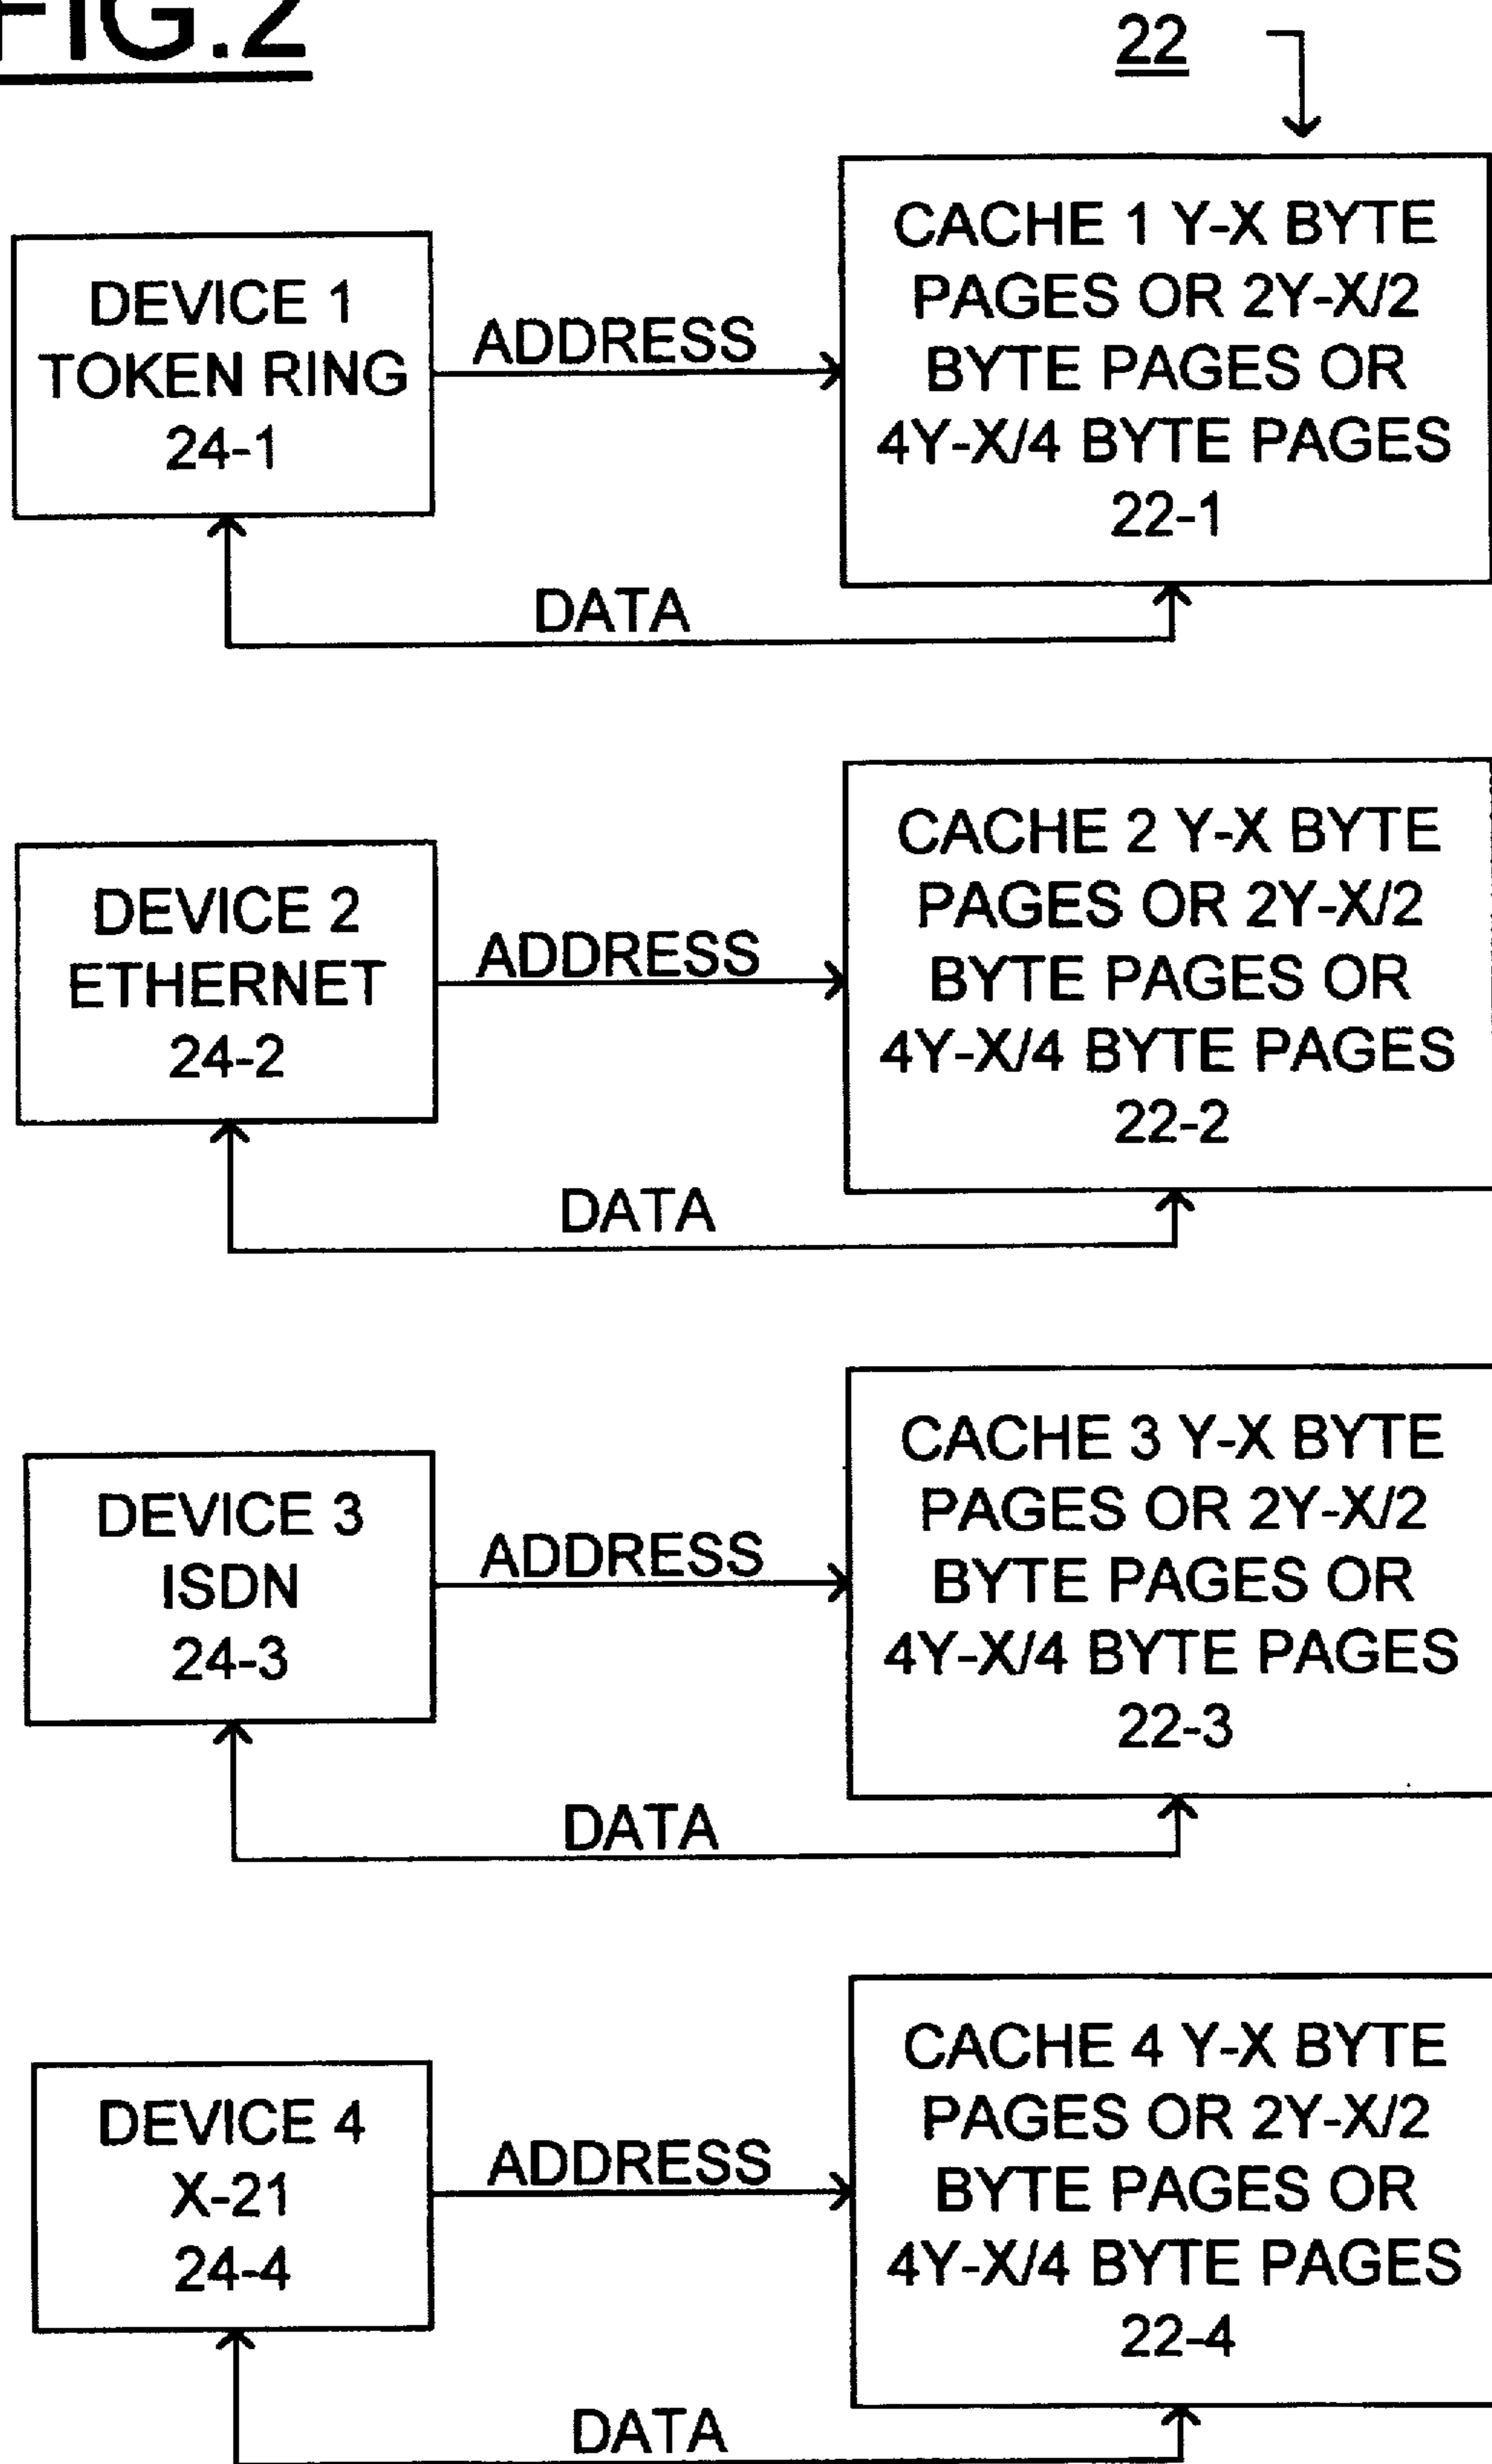 FIG.2
22
DEVICE 1
TOKEN RING
24-1
ADDRESS
CACHE 1 Y-X BYTE
PAGES OR 2Y-X/2
BYTE PAGES OR
4Y-X/4 BYTE PAGES
22-1
DATA
DEVICE 2
ETHERNET
24-2
ADDRESS
CACHE 2 Y-X BYTE
PAGES OR 2Y-X/2
BYTE PAGES OR
4Y-X/4 BYTE PAGES
22-2
DATA
DEVICE 3
ISDN
24-3
ADDRESS
CACHE 3 Y-X BYTE
PAGES OR 2Y-X/2
BYTE PAGES OR
4Y-X/4 BYTE PAGES
22-3
DATA
DEVICE 4
X-21
24-4
ADDRESS
CACHE 4 Y-X BYTE
PAGES OR 2Y-X/2
BYTE PAGES OR
4Y-X/4 BYTE PAGES
22-4
DATA